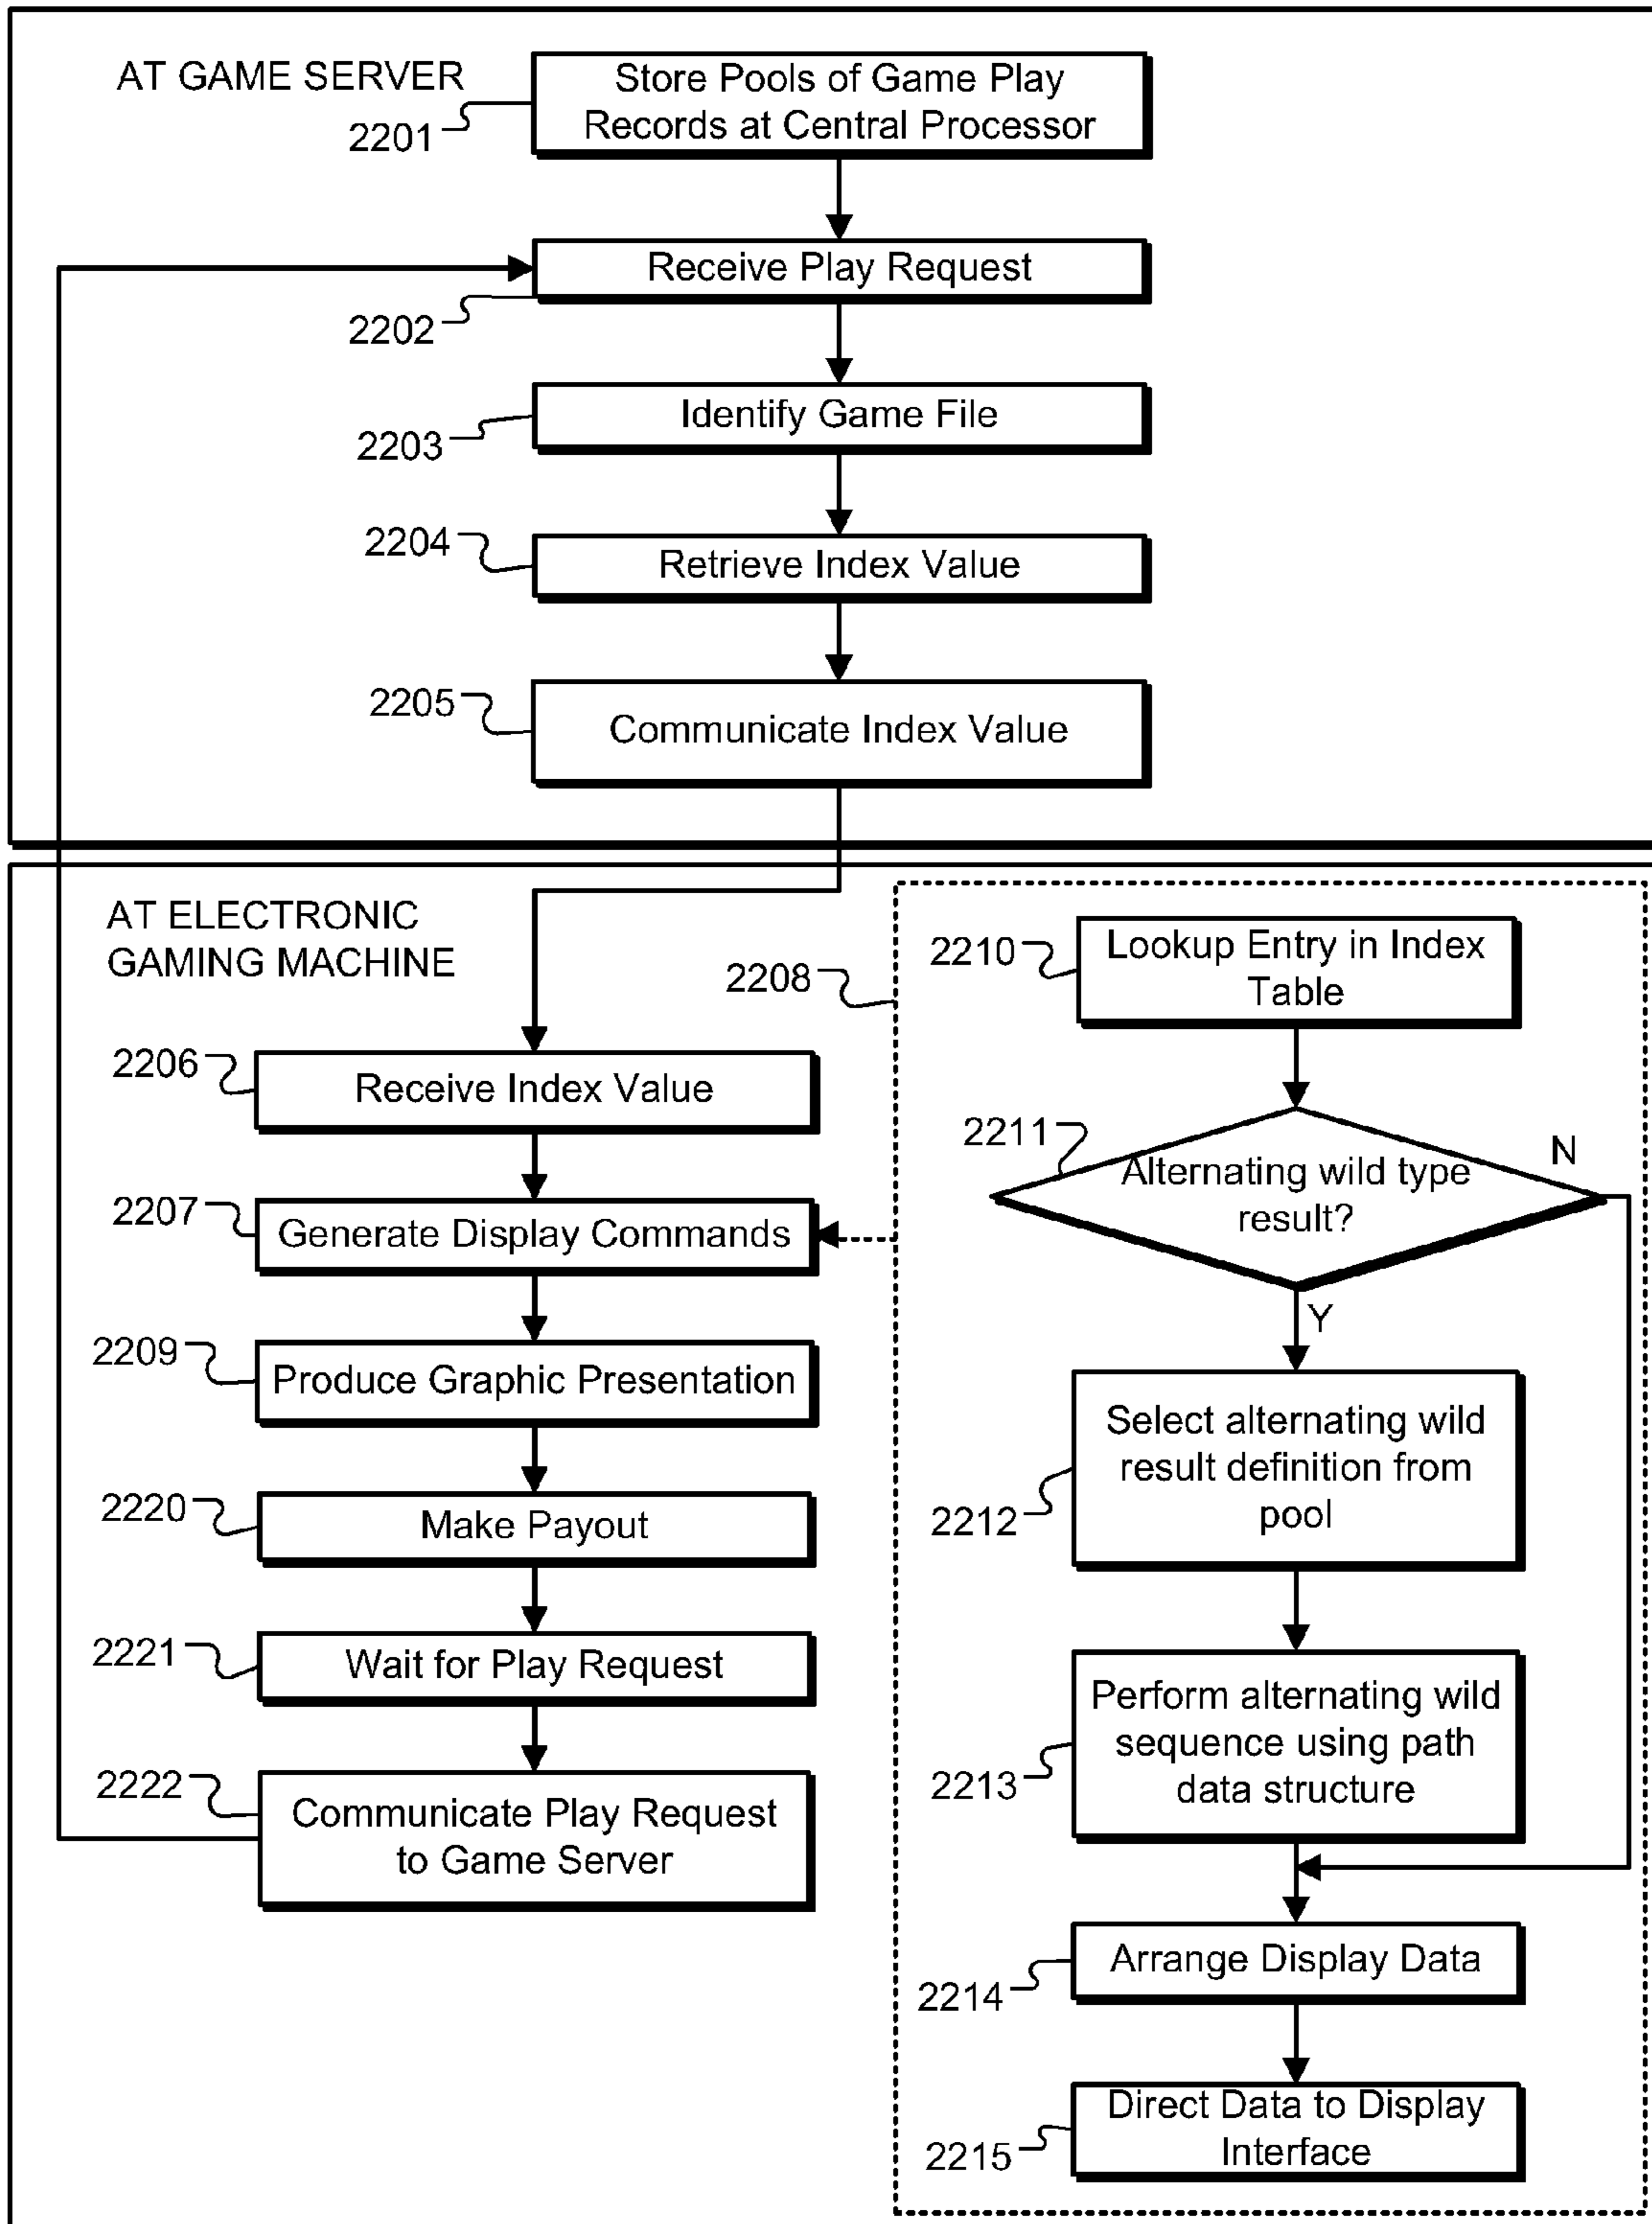 AT GAME SERVER
2201
Store Pools of Game Play
Records at Central Processor
2202
Receive Play Request
2203
Identify Game File
2204
Retrieve Index Value
2205
Communicate Index Value
AT ELECTRONIC
GAMING MACHINE
2206
Receive Index Value
2207
Generate Display Commands
2209
Produce Graphic Presentation
2220
Make Payout
2221
Wait for Play Request
2222
Communicate Play Request
to Game Server
2208
2210
Lookup Entry in Index
Table
2211
Alternating wild type
result?
N
Y
2212
Select alternating wild
result definition from
pool
2213
Perform alternating wild
sequence using path
data structure
2214
Arrange Display Data
2215
Direct Data to Display
Interface